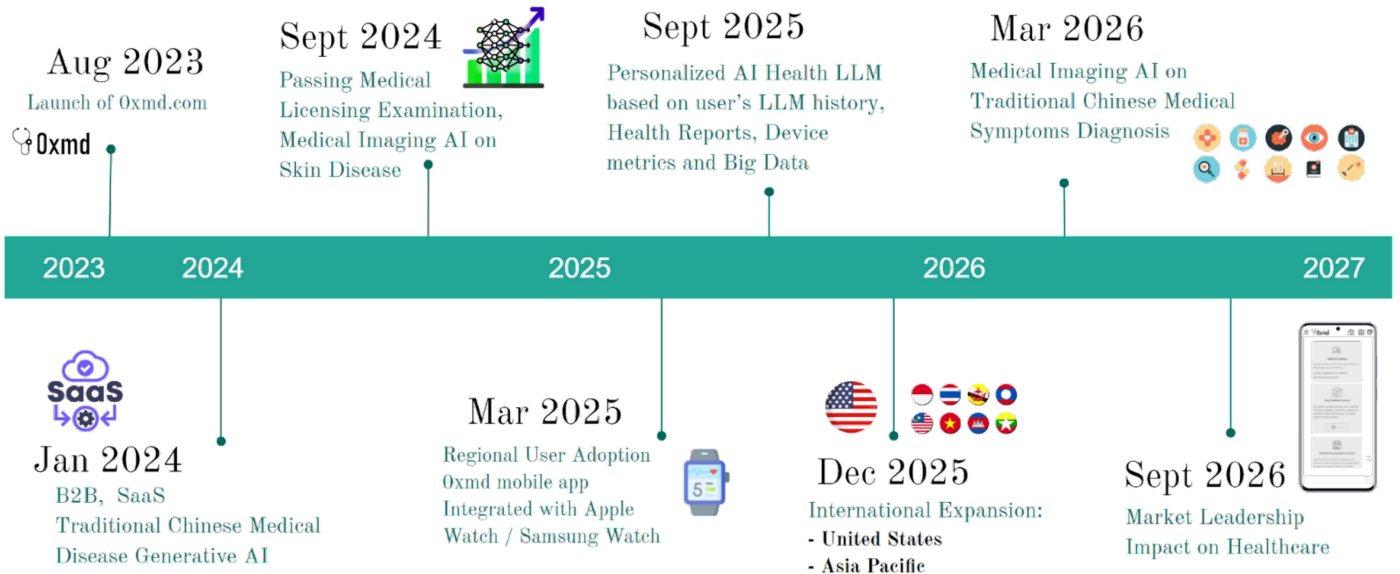 Aug 2023
Launch of 0xmd.com
0xmd
Sept 2024
Passing Medical
Licensing Examination,
Medical Imaging AI on
Skin Disease
Sept 2025
Personalized AI Health LLM
based on user's LLM history,
Health Reports, Device
metrics and Big Data
Mar 2026
Medical Imaging AI on
Traditional Chinese Medical
Symptoms Diagnosis
2023
2024
2025
2026
2027
SaaS
Jan 2024
B2B, SaaS
Traditional Chinese Medical
Disease Generative AI
Mar 2025
Regional User Adoption
0xmd mobile app
Integrated with Apple
Watch / Samsung Watch
5
Dec 2025
International Expansion:
- United States
- Asia Pacific
Sept 2026
Market Leadership
Impact on Healthcare
0xmd